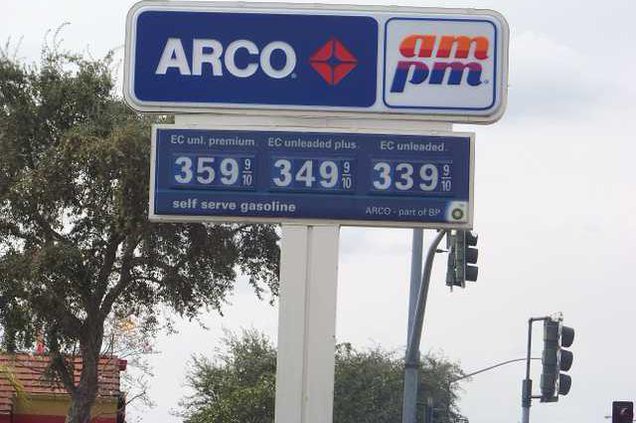 ARCO
am
pm
EC unl. premium EC unleaded plus EC unleaded
359 9/10 349 9/10 339 9/10
self serve gasoline ARCO - part of BP